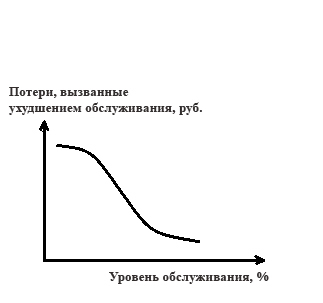 Потери, вызванные
ухудшением обслуживания, руб.
Уровень обслуживания, %